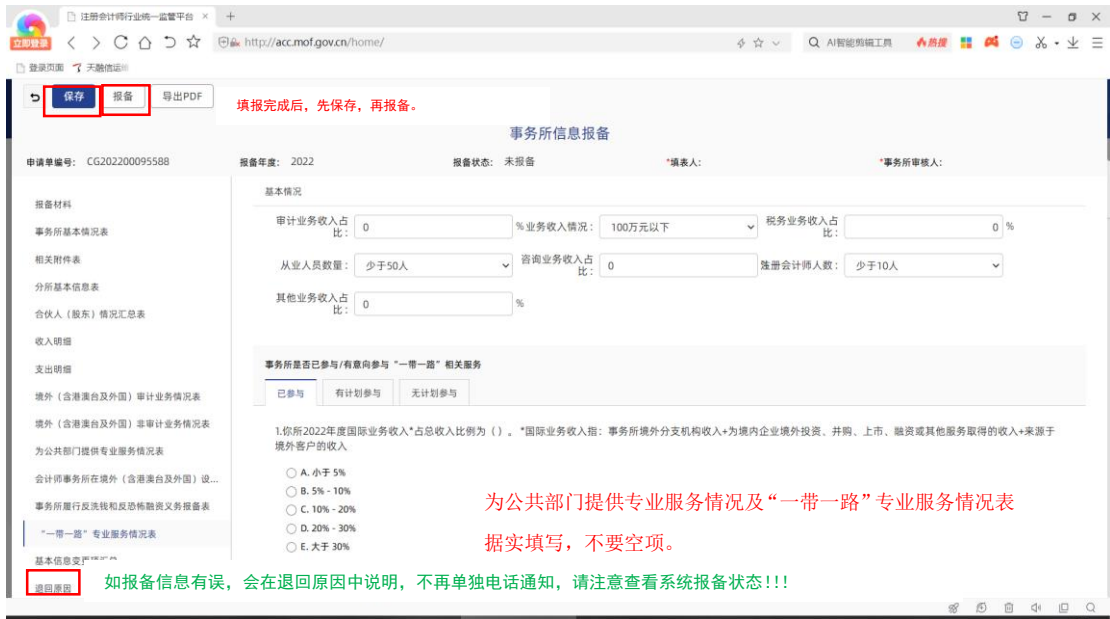 注册会计师行业统一监管平台 × +
立即登录
http://acc.mof.gov.cn/home/
AI智能剪辑工具
热搜
登录页面 天融信运
保存 报备 导出PDF 填报完成后，先保存，再报备。
事务所信息报备
申请单编号： CG202200095588 报备年度： 2022 报备状态： 未报备 *填表人： *事务所审核人：
报备材料
事务所基本情况表
相关附件表
分所基本信息表
合伙人（股东）情况汇总表
收入明细
支出明细
境外（含港澳台及外国）审计业务情况表
境外（含港澳台及外国）非审计业务情况表
为公共部门提供专业服务情况表
会计师事务所在境外（含港澳台及外国）设...
事务所履行反洗钱和反恐怖融资义务报备表
“一带一路”专业服务情况表
基本信息变更
退回原因
基本情况
审计业务收入占比： 0 % 业务收入情况： 100万元以下 税务业务收入占比： 0 %
从业人员数量： 少于50人 咨询业务收入占比： 0 注册会计师人数： 少于10人
其他业务收入占比： 0 %
事务所是否已参与/有意向参与“一带一路”相关服务
已参与 有计划参与 无计划参与
1.你所2022年度国际业务收入*占总收入比例为（ ）。*国际业务收入指：事务所境外分支机构收入+为境内企业境外投资、并购、上市、融资或其他服务取得的收入+来源于
境外客户的收入
A. 小于 5%
B. 5% - 10%
C. 10% - 20%
D. 20% - 30%
E. 大于 30%
为公共部门提供专业服务情况及“一带一路”专业服务情况表
据实填写，不要空项。
如报备信息有误，会在退回原因中说明，不再单独电话通知，请注意查看系统报备状态!!!